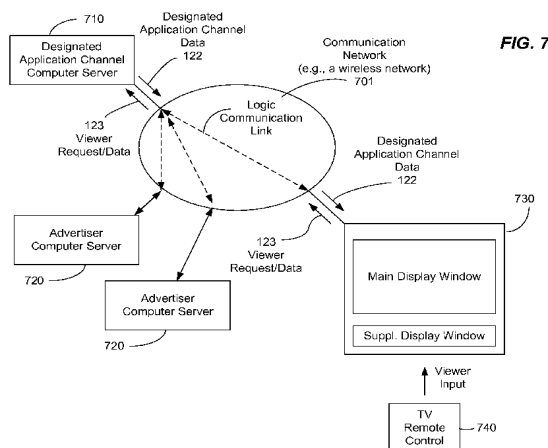 710
Designated
Application Channel
Computer Server
Designated
Application Channel
Data
122
Communication
Network
(e.g., a wireless network)
701
FIG. 7
Logic
Communication
Link
123
Viewer
Request/Data
Designated
Application Channel
Data
122
730
Advertiser
Computer Server
720
123
Viewer
Request/Data
Advertiser
Computer Server
720
Main Display Window
Suppl. Display Window
Viewer
Input
TV
Remote
Control
740